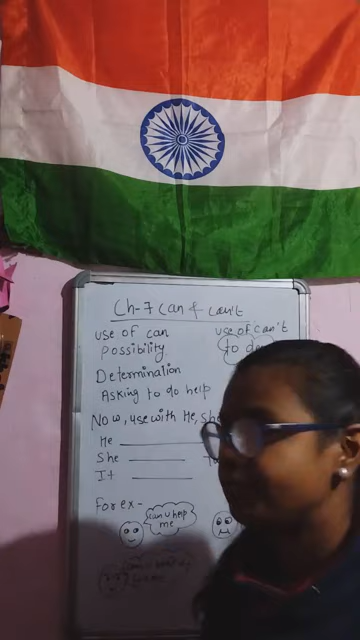 Ch-7 can & can't
use of can
use of can't
possibility
to
Determination
Asking to do help
Now, use with He, She
He
She
It
For ex-
can u help
me